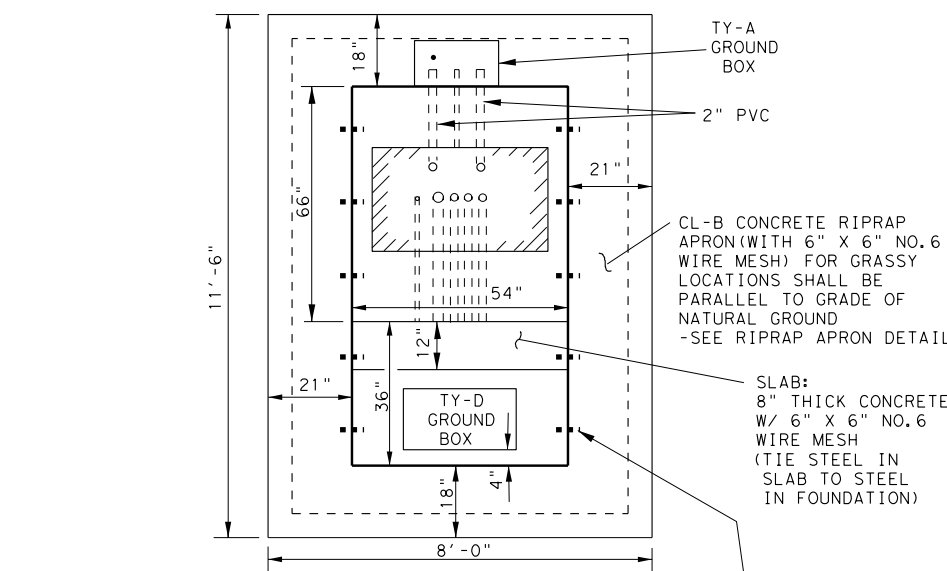 TY-A
GROUND
BOX
18"
2" PVC
21"
66"
CL-B CONCRETE RIPRAP
APRON(WITH 6" X 6" NO.6
WIRE MESH) FOR GRASSY
LOCATIONS SHALL BE
PARALLEL TO GRADE OF
NATURAL GROUND
-SEE RIPRAP APRON DETAIL
11'-6"
54"
12"
SLAB:
8" THICK CONCRETE
W/ 6" X 6" NO.6
WIRE MESH
(TIE STEEL IN
SLAB TO STEEL
IN FOUNDATION)
21"
36"
TY-D
GROUND
BOX
4"
18"
8'-0"